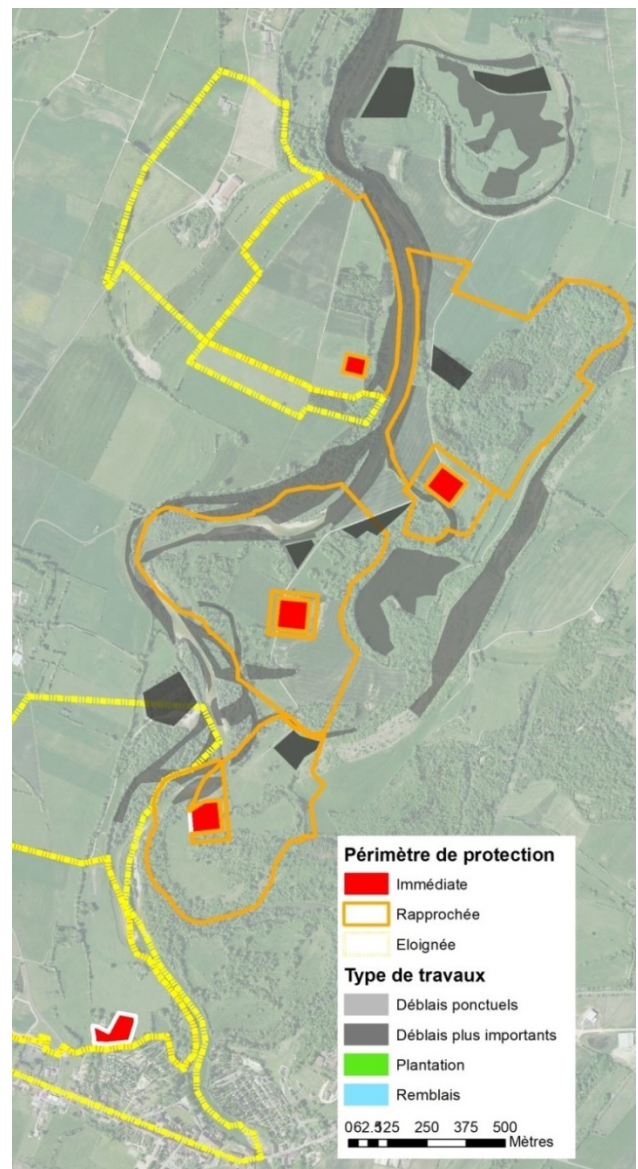 Périmètre de protection
Immédiate
Rapprochée
Eloignée
Type de travaux
Déblais ponctuels
Déblais plus importants
Plantation
Remblais
062.5125 250 375 500
Mètres